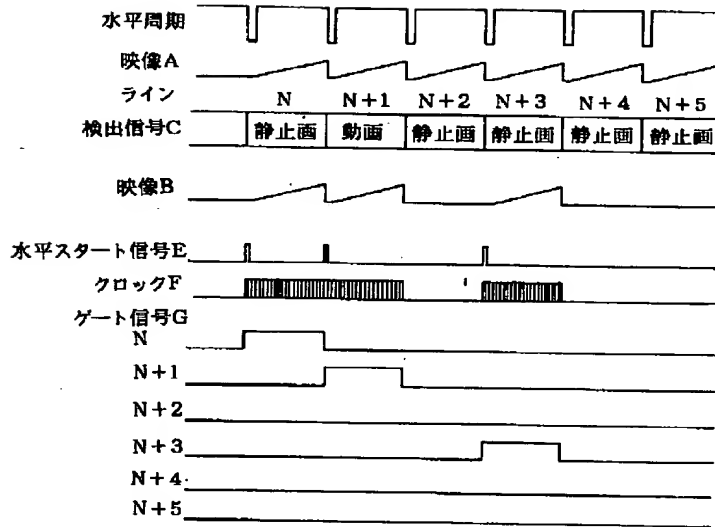 水平周期
映像A
ライン N N+1 N+2 N+3 N+4 N+5
検出信号C 静止画 動画 静止画 静止画 静止画 静止画
映像B
水平スタート信号E
クロックF
ゲート信号G
N
N+1
N+2
N+3
N+4
N+5